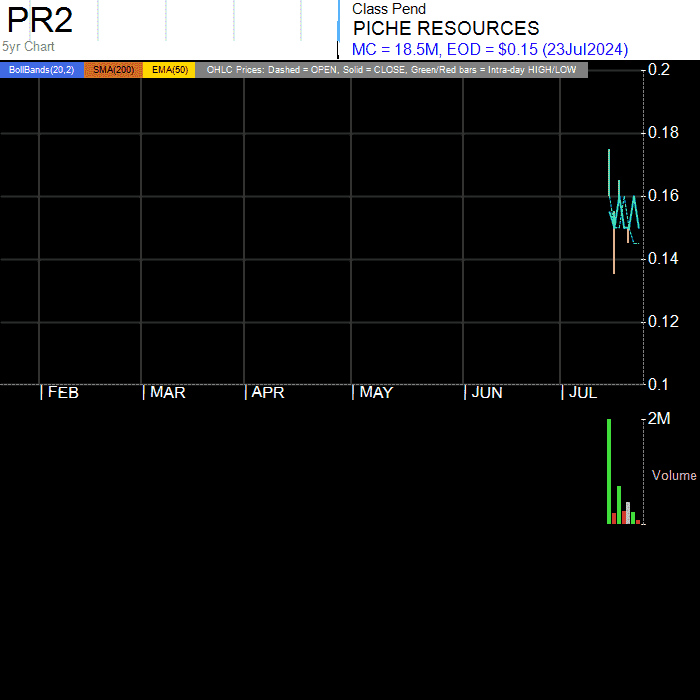 PR2
5yr Chart
Class Pend
PICHE RESOURCES
MC = 18.5M, EOD = $0.15 (23Jul2024)
BollBands(20,2) SMA(200) EMA(50) OHLC Prices: Dashed = OPEN, Solid = CLOSE, Green/Red bars = Intra-day HIGH/LOW
0.2
0.18
0.16
0.14
0.12
0.1
| FEB | MAR | APR | MAY | JUN | JUL
2M
Volume